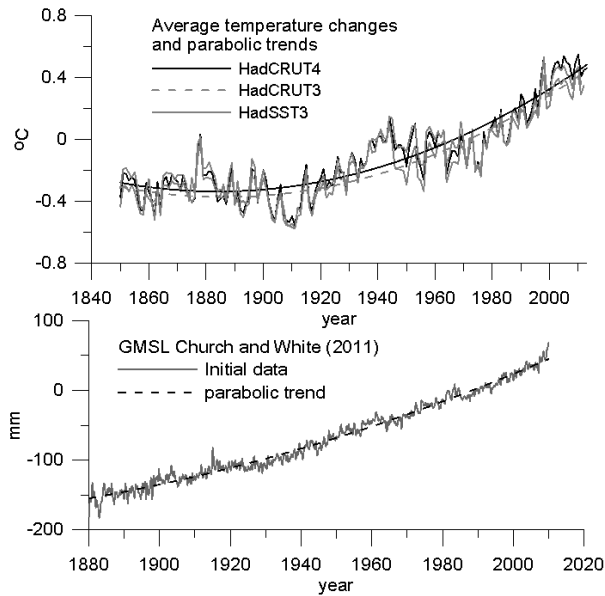 Average temperature changes
and parabolic trends
HadCRUT4
HadCRUT3
HadSST3
0.8
0.4
0
-0.4
-0.8
°C
1840 1860 1880 1900 1920 1940 1960 1980 2000
year
GMSL Church and White (2011)
Initial data
parabolic trend
100
0
-100
-200
mm
1880 1900 1920 1940 1960 1980 2000 2020
year